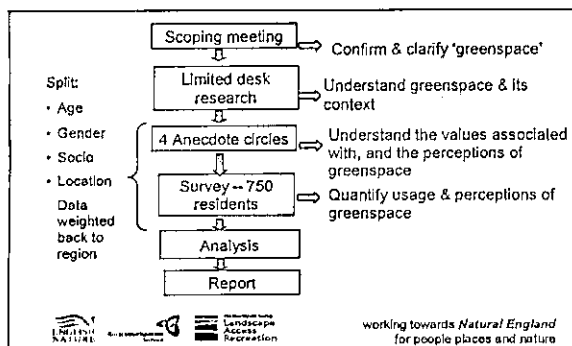 Scoping meeting
Confirm & clarify 'greenspace'
Limited desk
research
Understand greenspace & its
context
Split:
• Age
• Gender
• Socio
• Location
Data
weighted
back to
region
4 Anecdote circles
Understand the values associated
with, and the perceptions of
greenspace
Survey -- 750
residents
Quantify usage & perceptions of
greenspace
Analysis
Report
ENGLISH
NATURE
Landscape
Access
Recreation
working towards Natural England
for people places and nature